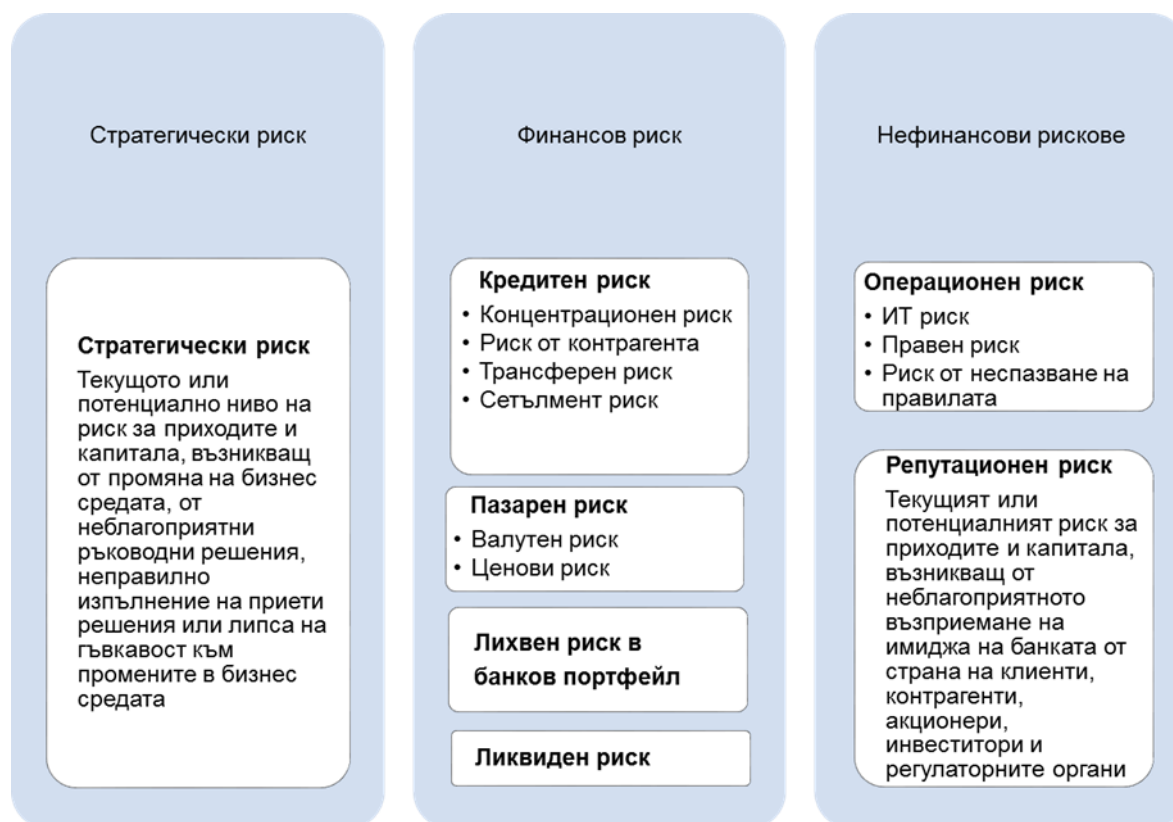 Стратегически риск
Стратегически риск
Текущото или
потенциално ниво на
риск за приходите и
капитала, възникващ
от промяна на бизнес
средата, от
неблагоприятни
ръководни решения,
неправилно
изпълнение на приети
решения или липса на
гъвкавост към
промените в бизнес
средата
Финансов риск
Кредитен риск
• Концентрационен риск
• Риск от контрагента
• Трансферен риск
• Сетълмент риск
Пазарен риск
• Валутен риск
• Ценови риск
Лихвен риск в
банков портфейл
Ликвиден риск
Нефинансови рискове
Операционен риск
• ИТ риск
• Правен риск
• Риск от неспазване на
правилата
Репутационен риск
Текущият или
потенциалният риск за
приходите и капитала,
възникващ от
неблагоприятното
възприемане на
имиджа на банката от
страна на клиенти,
контрагенти,
акционери,
инвеститори и
регулаторните органи